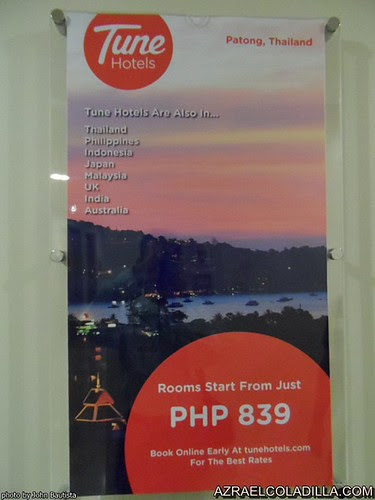 Tune
Hotels
Patong, Thailand
Tune Hotels Are Also In...
Thailand
Philippines
Indonesia
Japan
Malaysia
UK
India
Australia
Rooms Start From Just
PHP 839
Book Online Early At tunehotels.com
For The Best Rates
photo by John Bautista
AZRAELCOLADILLA.COM